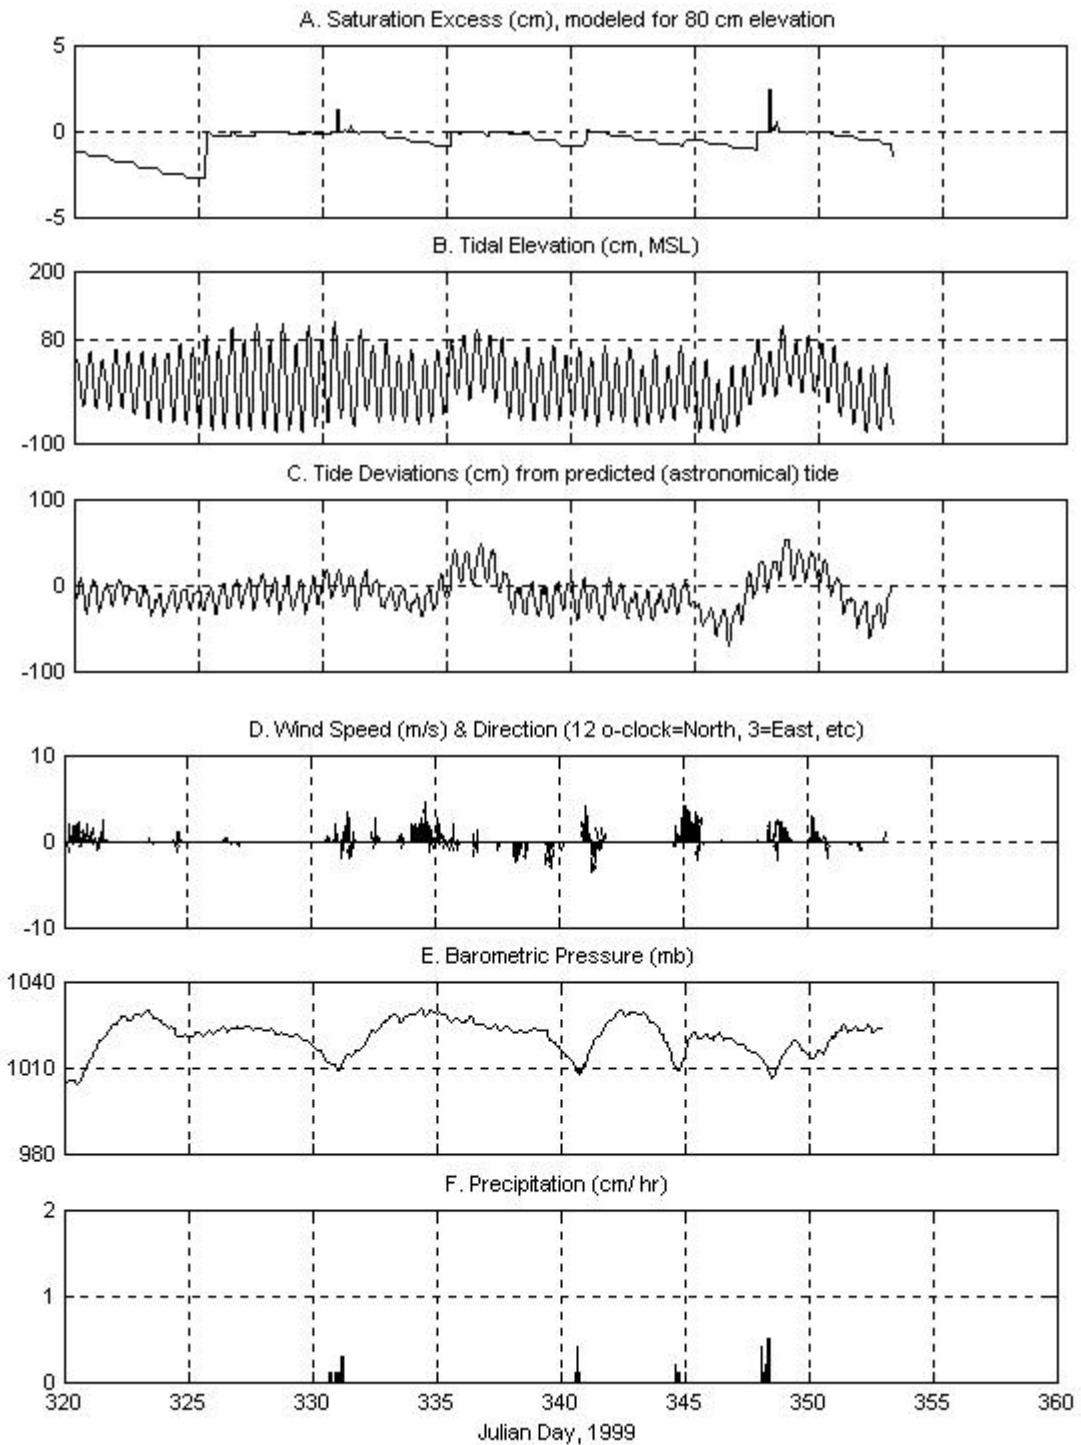 A. Saturation Excess (cm), modeled for 80 cm elevation
5
0
-5
B. Tidal Elevation (cm, MSL)
200
80
-100
C. Tide Deviations (cm) from predicted (astronomical) tide
100
0
-100
D. Wind Speed (m/s) & Direction (12 o-clock=North, 3=East, etc)
10
0
-10
E. Barometric Pressure (mb)
1040
1010
980
F. Precipitation (cm/ hr)
2
1
0
320 325 330 335 340 345 350 355 360
Julian Day, 1999